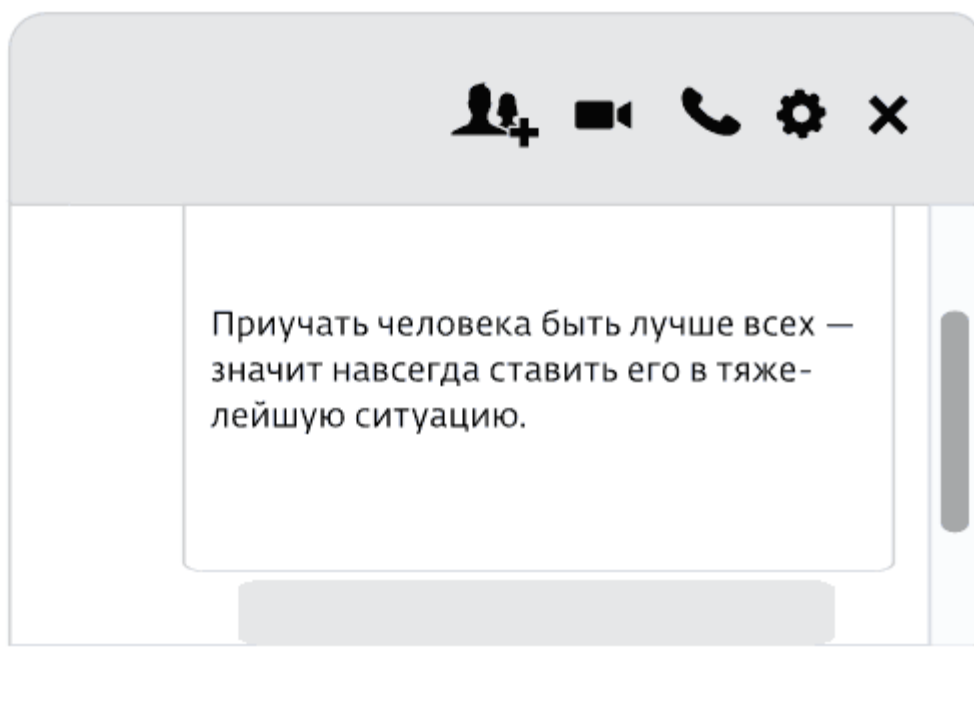 Приучать человека быть лучше всех —
значит навсегда ставить его в тяже-
лейшую ситуацию.